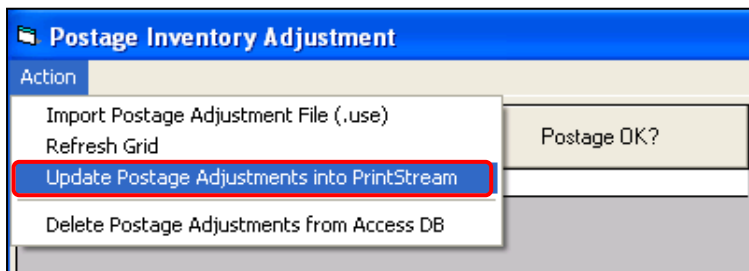 Postage Inventory Adjustment
Action
Import Postage Adjustment File (.use)
Refresh Grid
Postage OK?
Update Postage Adjustments into PrintStream
Delete Postage Adjustments from Access DB